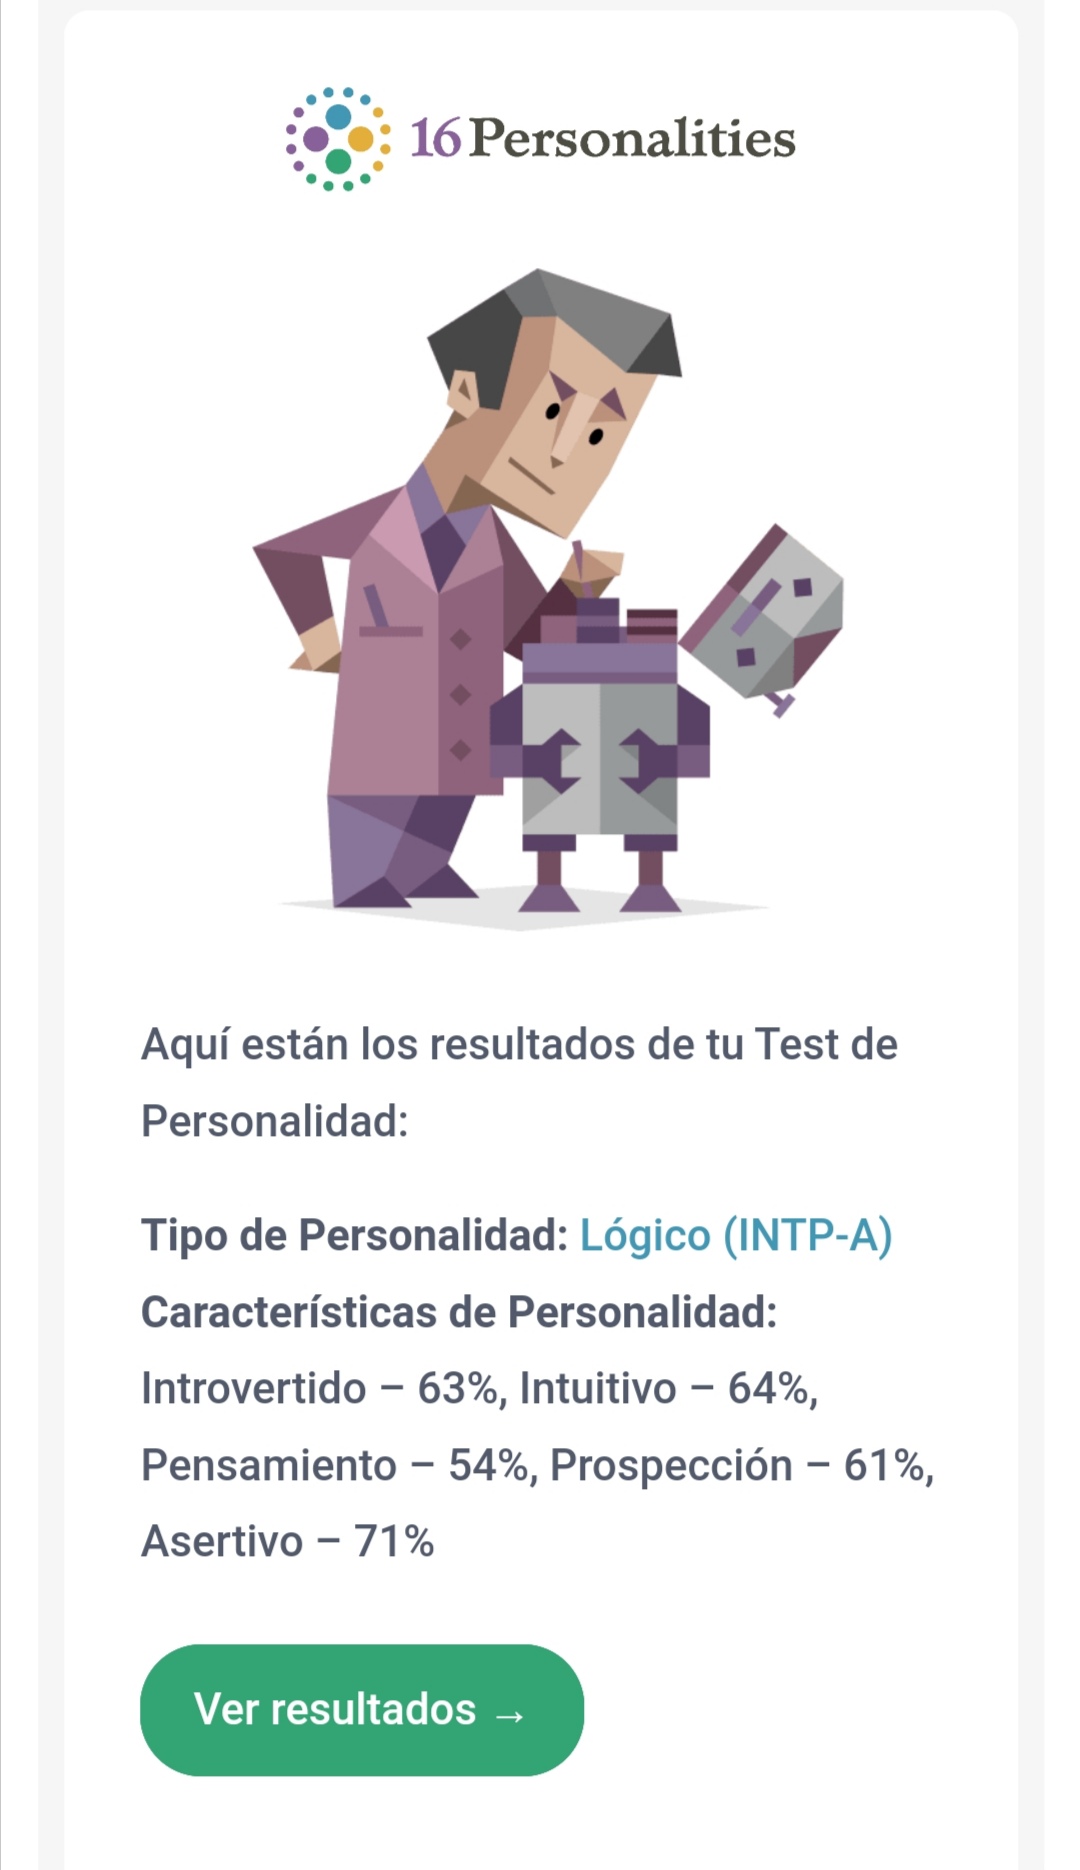 16Personalities
Aquí están los resultados de tu Test de
Personalidad:
Tipo de Personalidad: Lógico (INTP-A)
Características de Personalidad:
Introvertido – 63%, Intuitivo – 64%,
Pensamiento – 54%, Prospección – 61%,
Asertivo – 71%
Ver resultados →